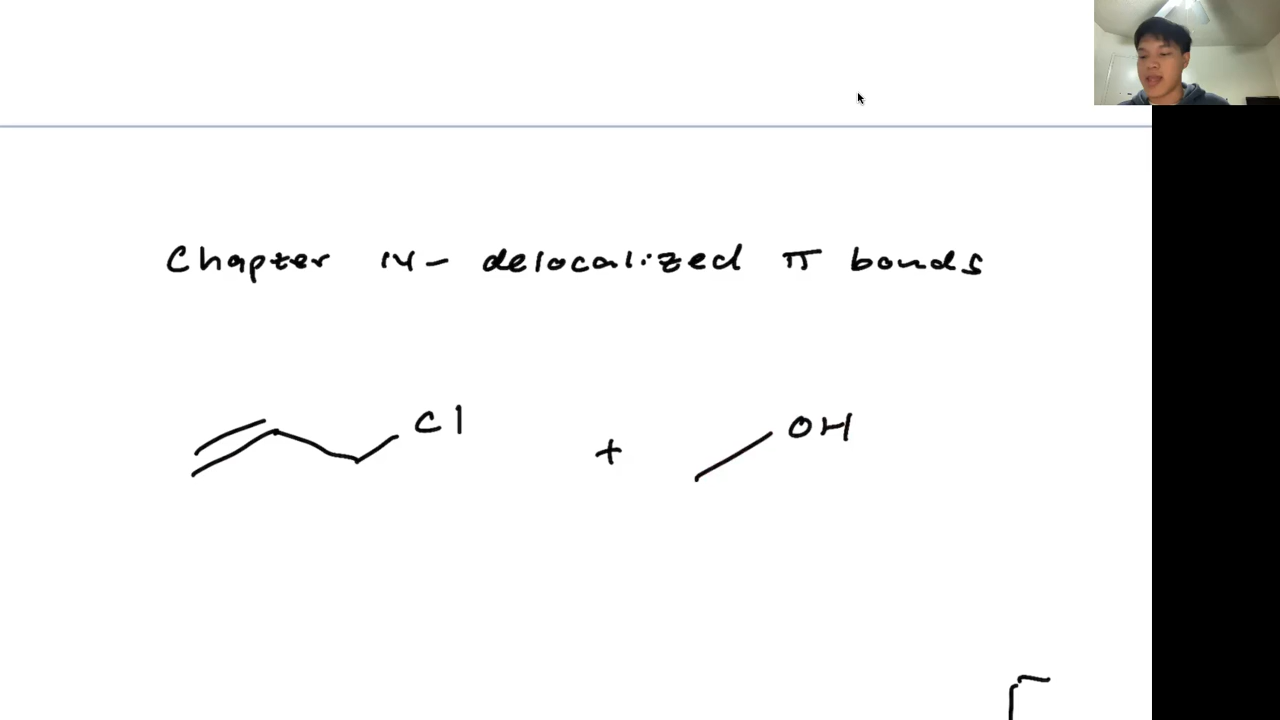 Chapter 14 - delocalized π bonds
Cl + OH